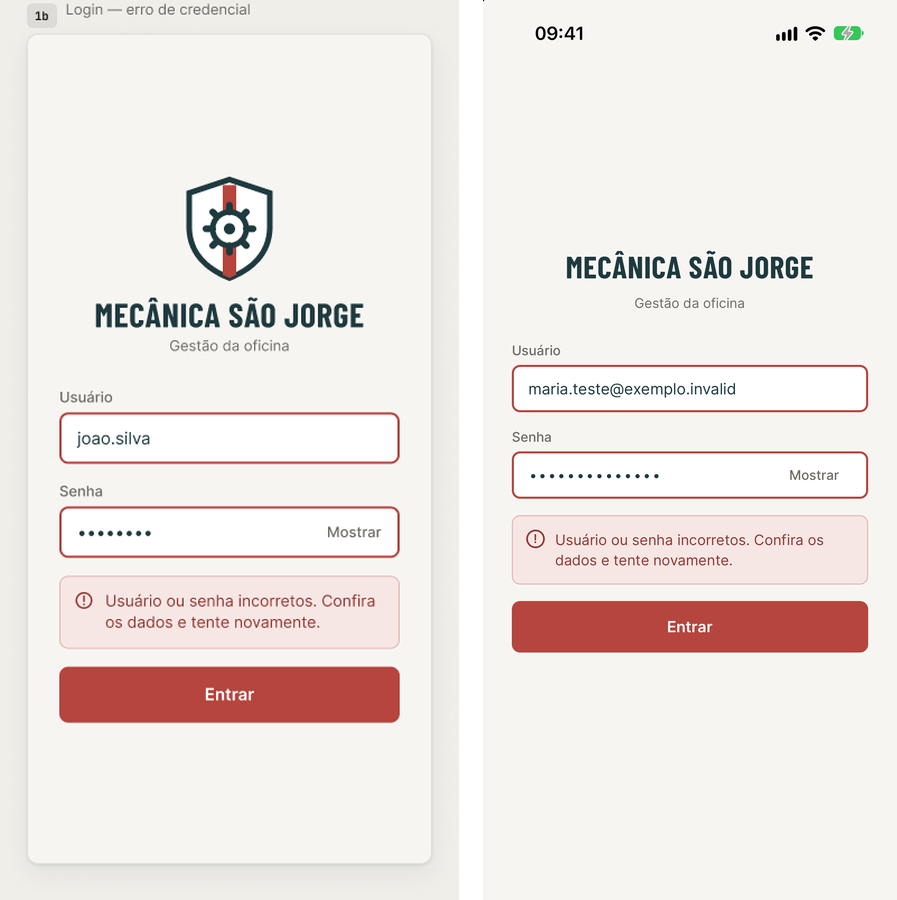 1b Login — erro de credencial
MECÂNICA SÃO JORGE
Gestão da oficina
Usuário
joao.silva
Senha
•••••••• Mostrar
Usuário ou senha incorretos. Confira
os dados e tente novamente.
Entrar
09:41
MECÂNICA SÃO JORGE
Gestão da oficina
Usuário
maria.teste@exemplo.invalid
Senha
•••••••••••••• Mostrar
Usuário ou senha incorretos. Confira os
dados e tente novamente.
Entrar